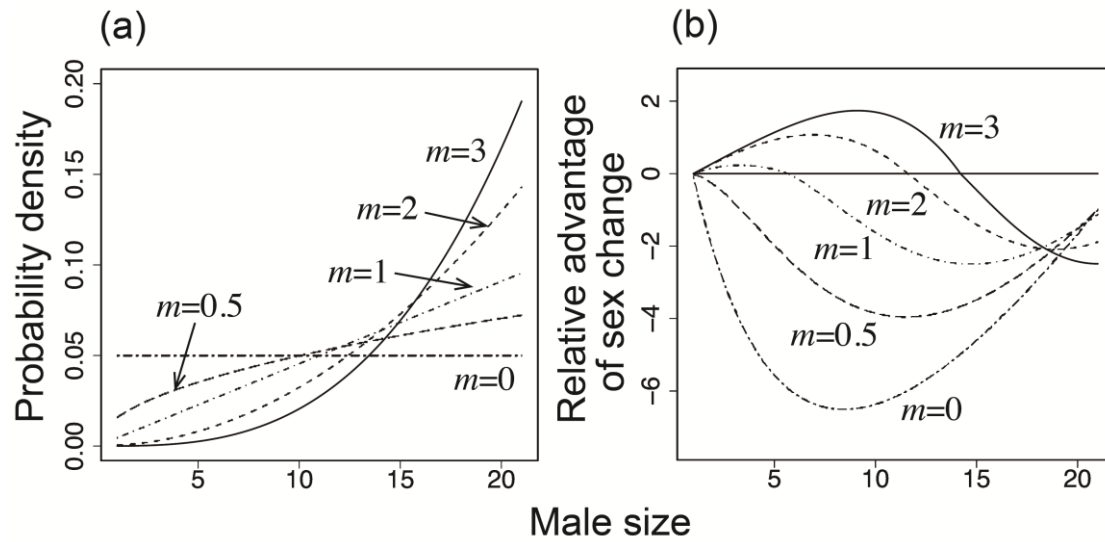 (a)
(b)
Probability density
0.20
0.15
0.10
0.05
0.00
m=3
m=2
m=1
m=0.5
m=0
5
10
15
20
Relative advantage
of sex change
2
0
−2
−4
−6
m=3
m=2
m=1
m=0.5
m=0
5
10
15
20
Male size